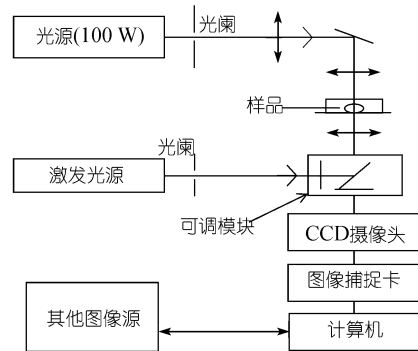 光源(100 W)
光阑
样品
光阑
激发光源
可调模块
CCD摄像头
图像捕捉卡
其他图像源
计算机